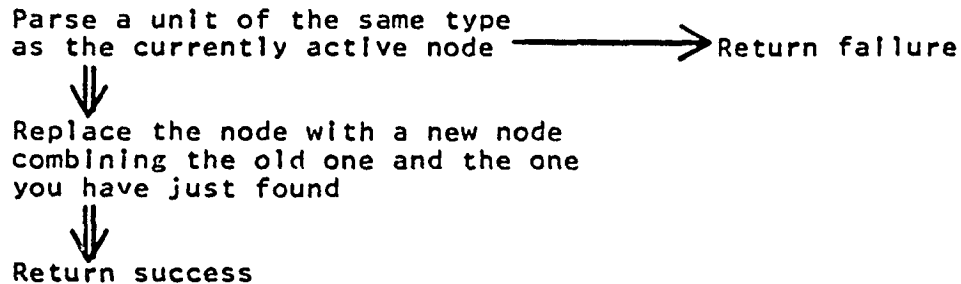 Parse a unit of the same type
as the currently active node
Return failure
Replace the node with a new node
combining the old one and the one
you have just found
Return success